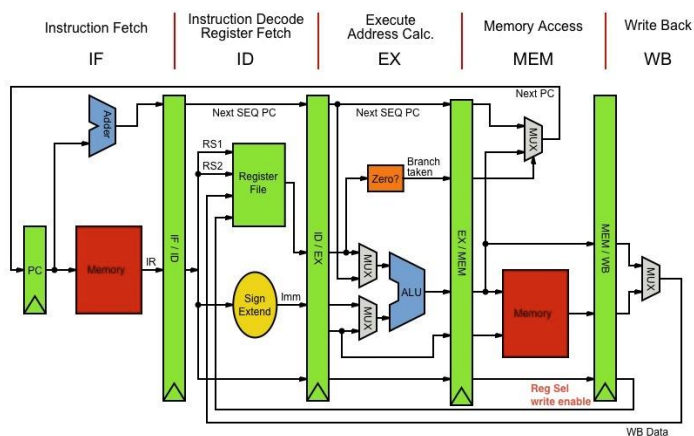 Instruction Fetch
IF
Instruction Decode
Register Fetch
ID
Execute
Address Calc.
EX
Memory Access
MEM
Write Back
WB
Next PC
Adder
Next SEQ PC
Next SEQ PC
MUX
RS1
RS2
Register
File
Zero?
Branch
taken
PC
Memory
IR
IF / ID
ID / EX
EX / MEM
MEM / WB
MUX
MUX
ALU
MUX
Sign
Extend
Imm
Memory
Reg Sel
write enable
WB Data